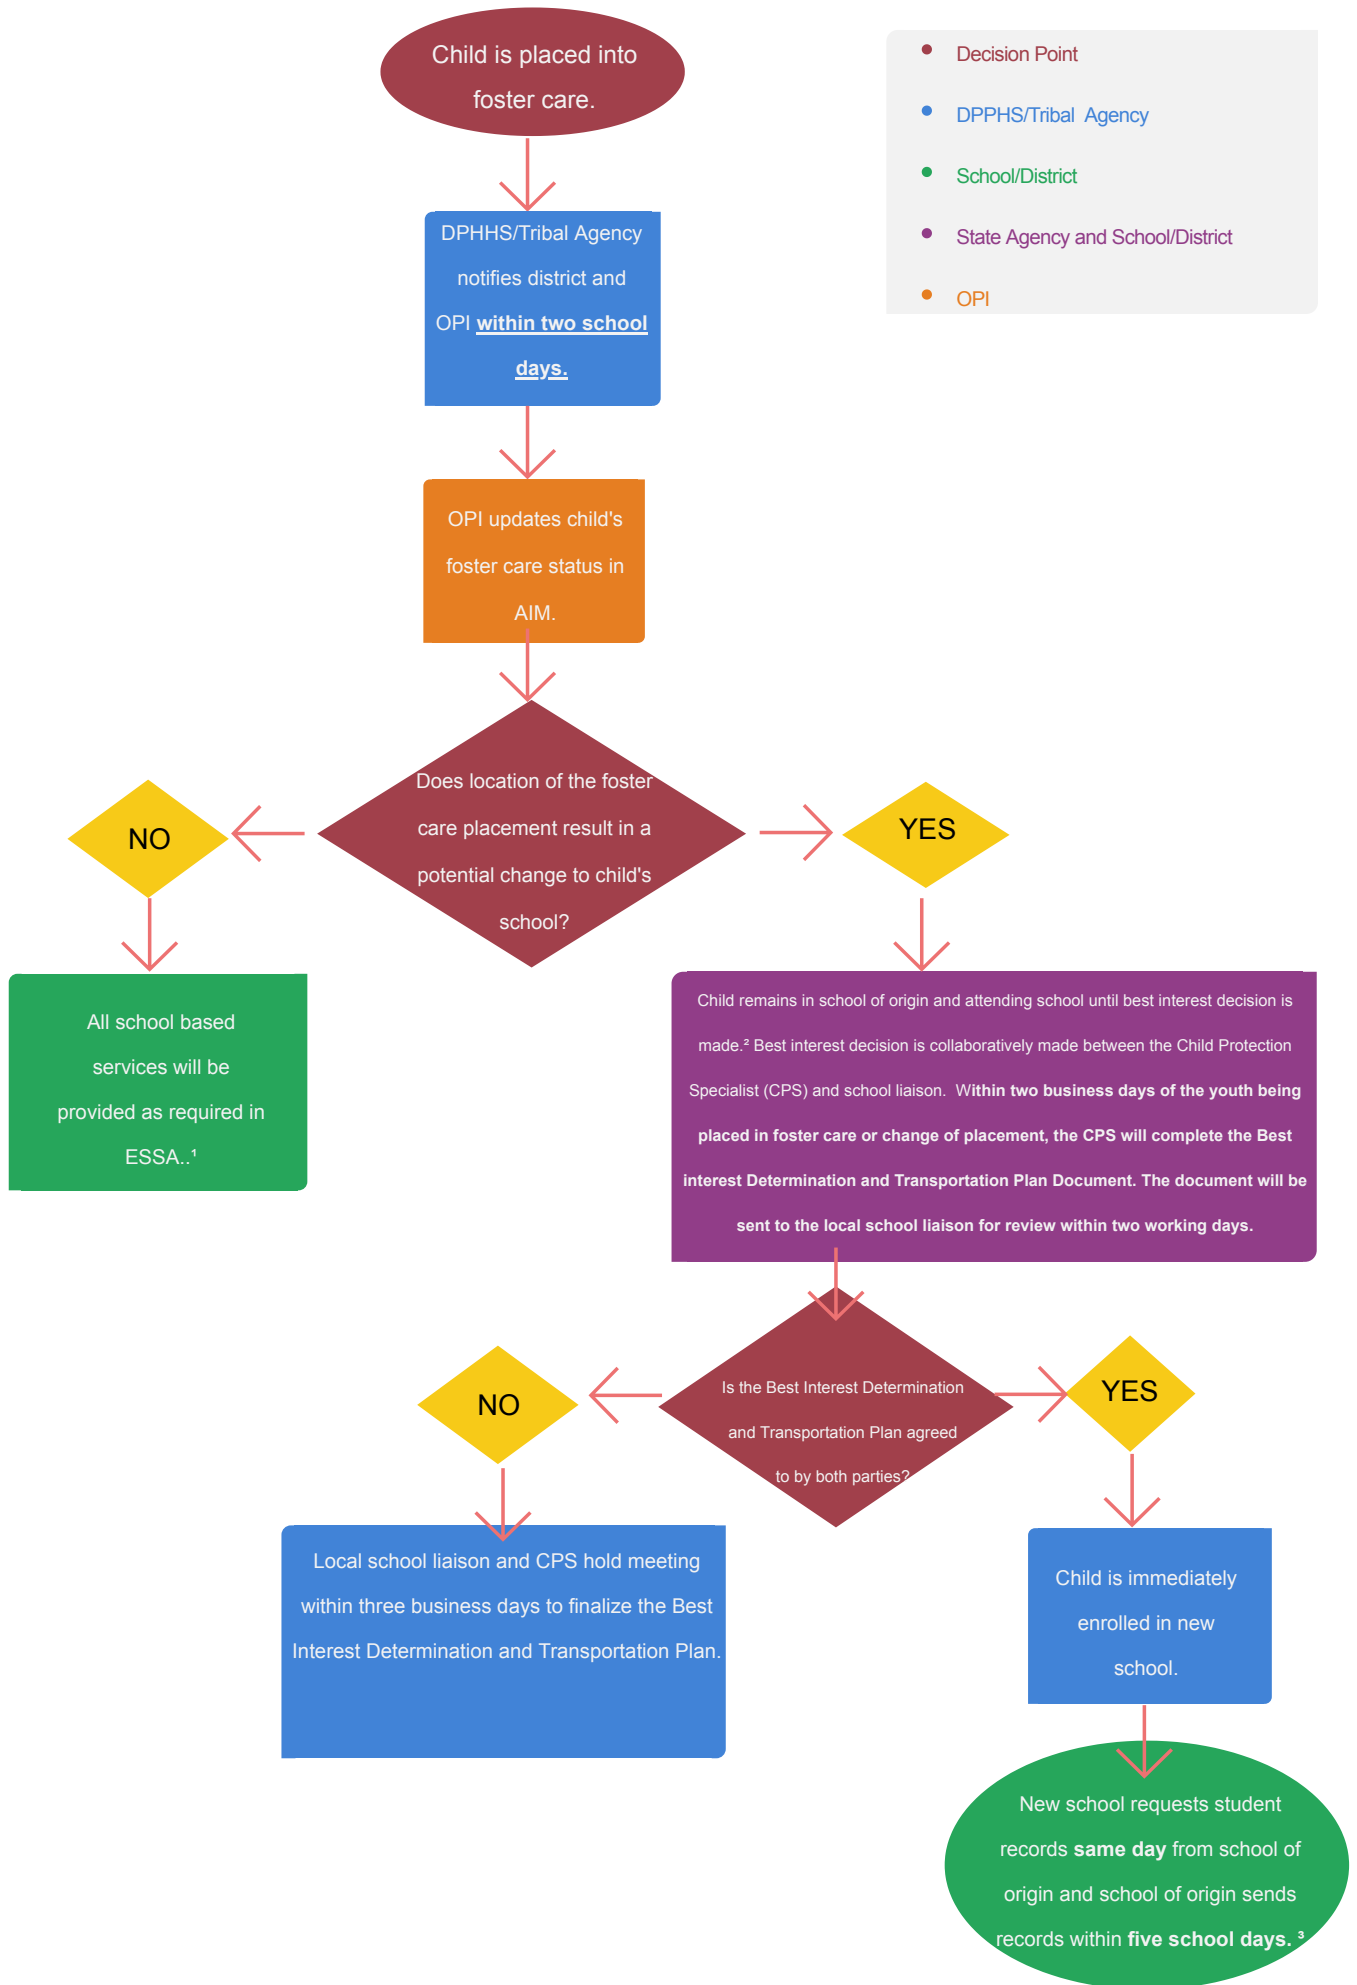 Child is placed into
foster care.
• Decision Point
• DPPHS/Tribal Agency
• School/District
• State Agency and School/District
• OPI
DPHHS/Tribal Agency
notifies district and
OPI within two school
days.
OPI updates child's
foster care status in
AIM.
Does location of the foster
care placement result in a
potential change to child's
school?
NO
YES
All school based
services will be
provided as required in
ESSA..¹
Child remains in school of origin and attending school until best interest decision is
made.² Best interest decision is collaboratively made between the Child Protection
Specialist (CPS) and school liaison. Within two business days of the youth being
placed in foster care or change of placement, the CPS will complete the Best
interest Determination and Transportation Plan Document. The document will be
sent to the local school liaison for review within two working days.
Is the Best Interest Determination
and Transportation Plan agreed
to by both parties?
NO
YES
Local school liaison and CPS hold meeting
within three business days to finalize the Best
Interest Determination and Transportation Plan.
Child is immediately
enrolled in new
school.
New school requests student
records same day from school of
origin and school of origin sends
records within five school days. ³